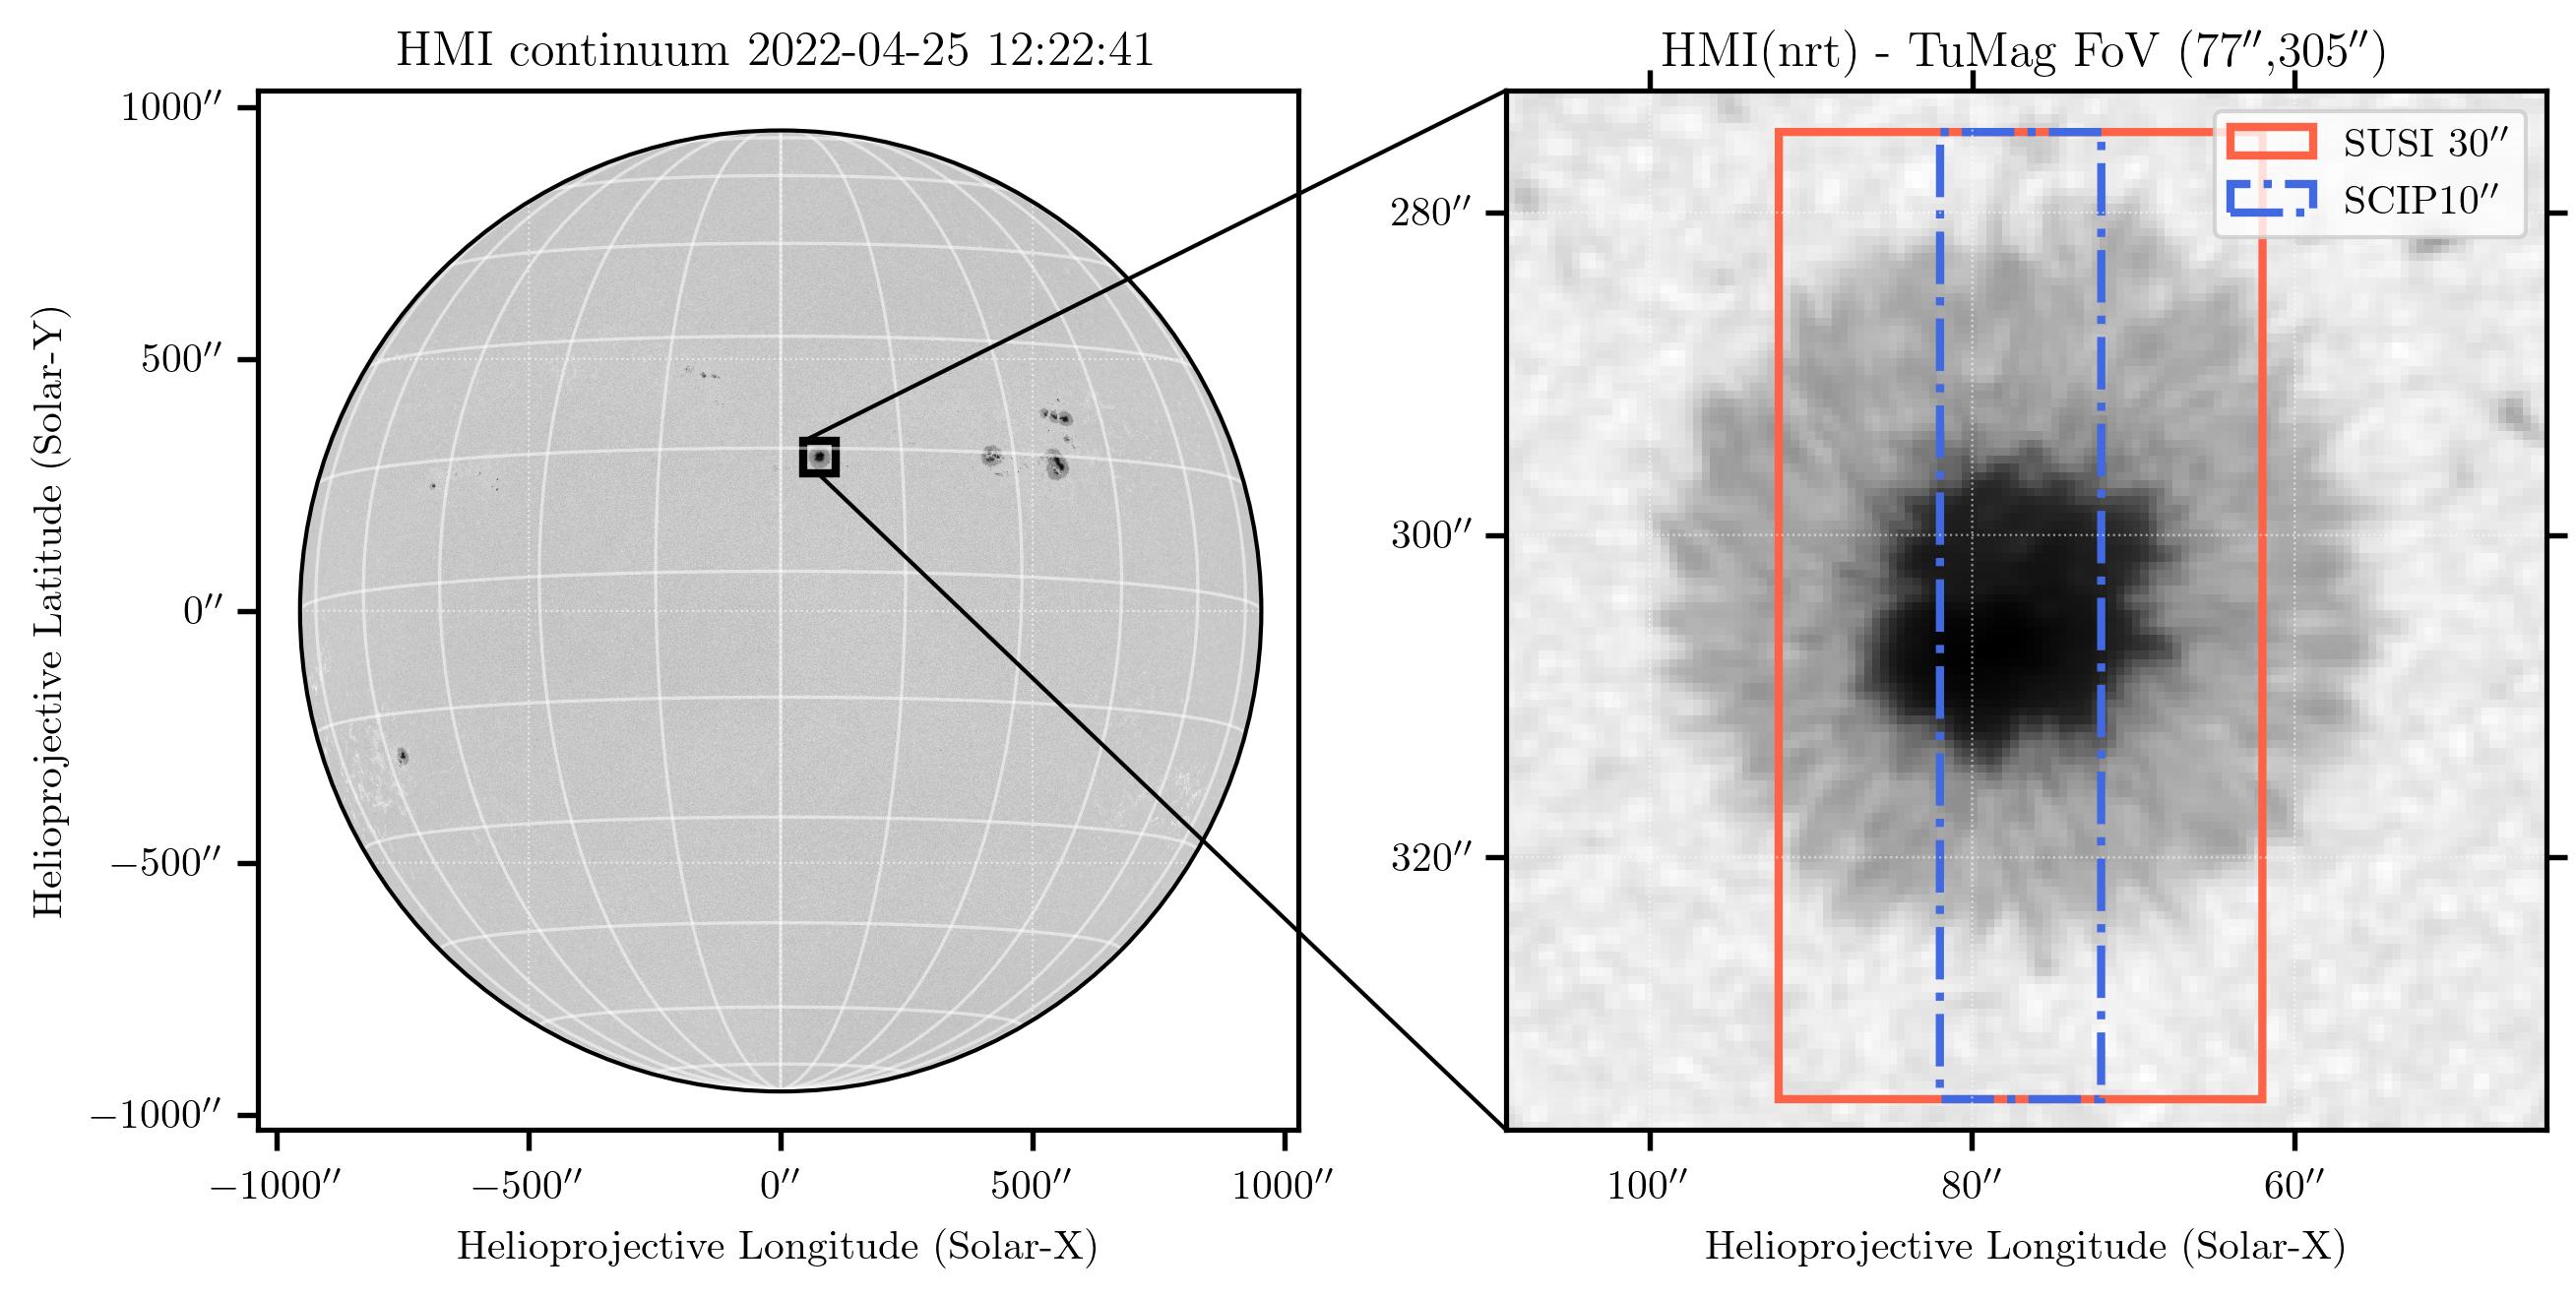 HMI continuum 2022-04-25 12:22:41
1000″
500″
0″
−500″
−1000″
Helioprojective Latitude (Solar-Y)
−1000″ −500″ 0″ 500″ 1000″
Helioprojective Longitude (Solar-X)
HMI(nrt) - TuMag FoV (77″,305″)
SUSI 30″
SCIP10″
280″
300″
320″
100″ 80″ 60″
Helioprojective Longitude (Solar-X)